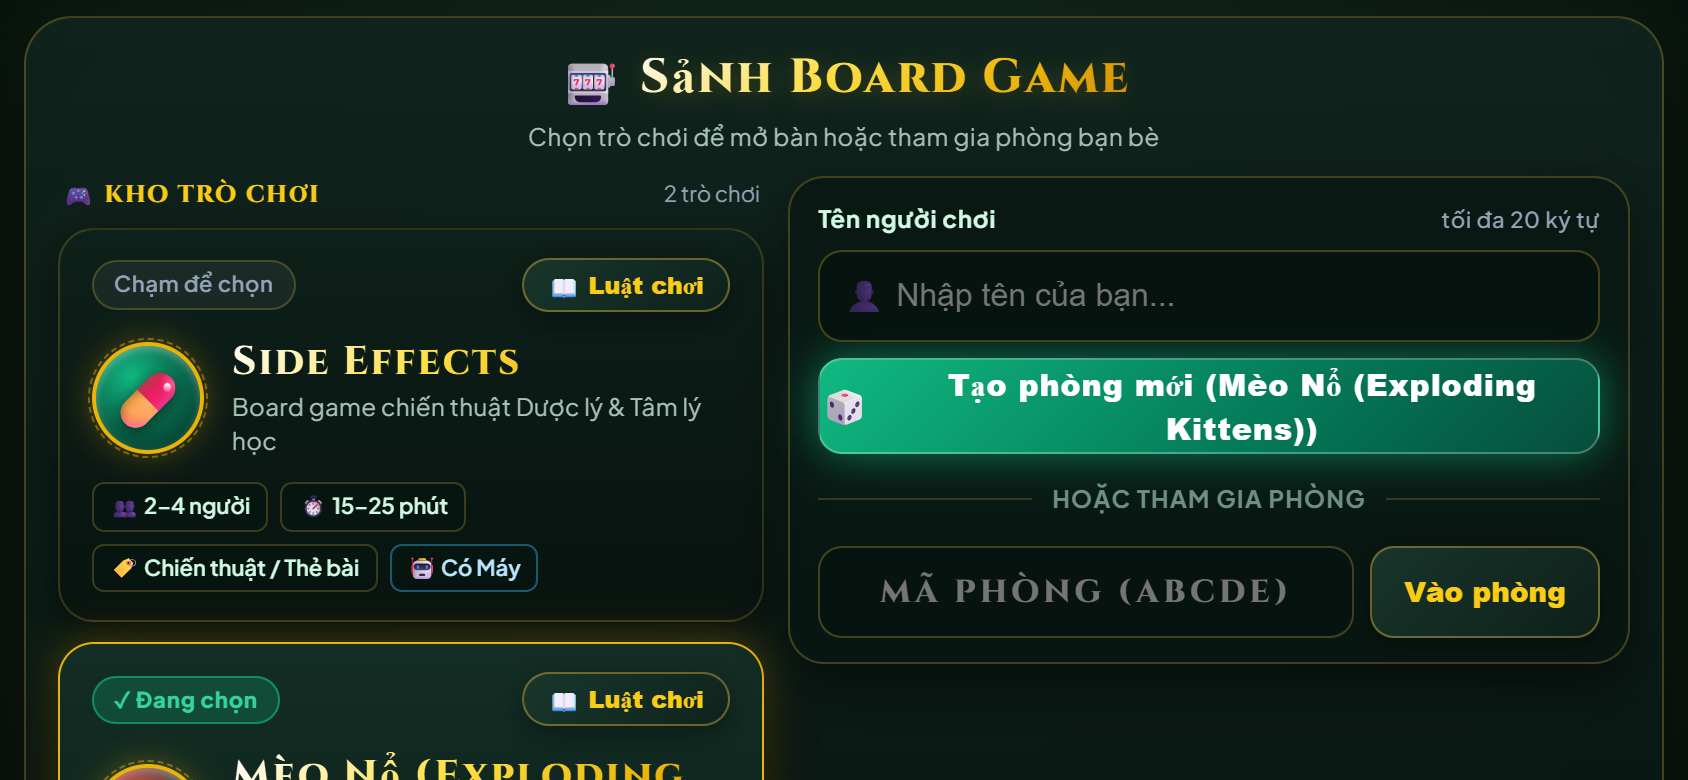 Sảnh Board Game
Chọn trò chơi để mở bàn hoặc tham gia phòng bạn bè
KHO TRÒ CHƠI
2 trò chơi
Chạm để chọn
Luật chơi
Side Effects
Board game chiến thuật Dược lý & Tâm lý
học
2–4 người
15–25 phút
Chiến thuật / Thẻ bài
Có Máy
✓ Đang chọn
Luật chơi
Mèo Nổ (Exploding
Tên người chơi
tối đa 20 ký tự
Nhập tên của bạn...
Tạo phòng mới (Mèo Nổ (Exploding
Kittens))
HOẶC THAM GIA PHÒNG
MÃ PHÒNG (ABCDE)
Vào phòng